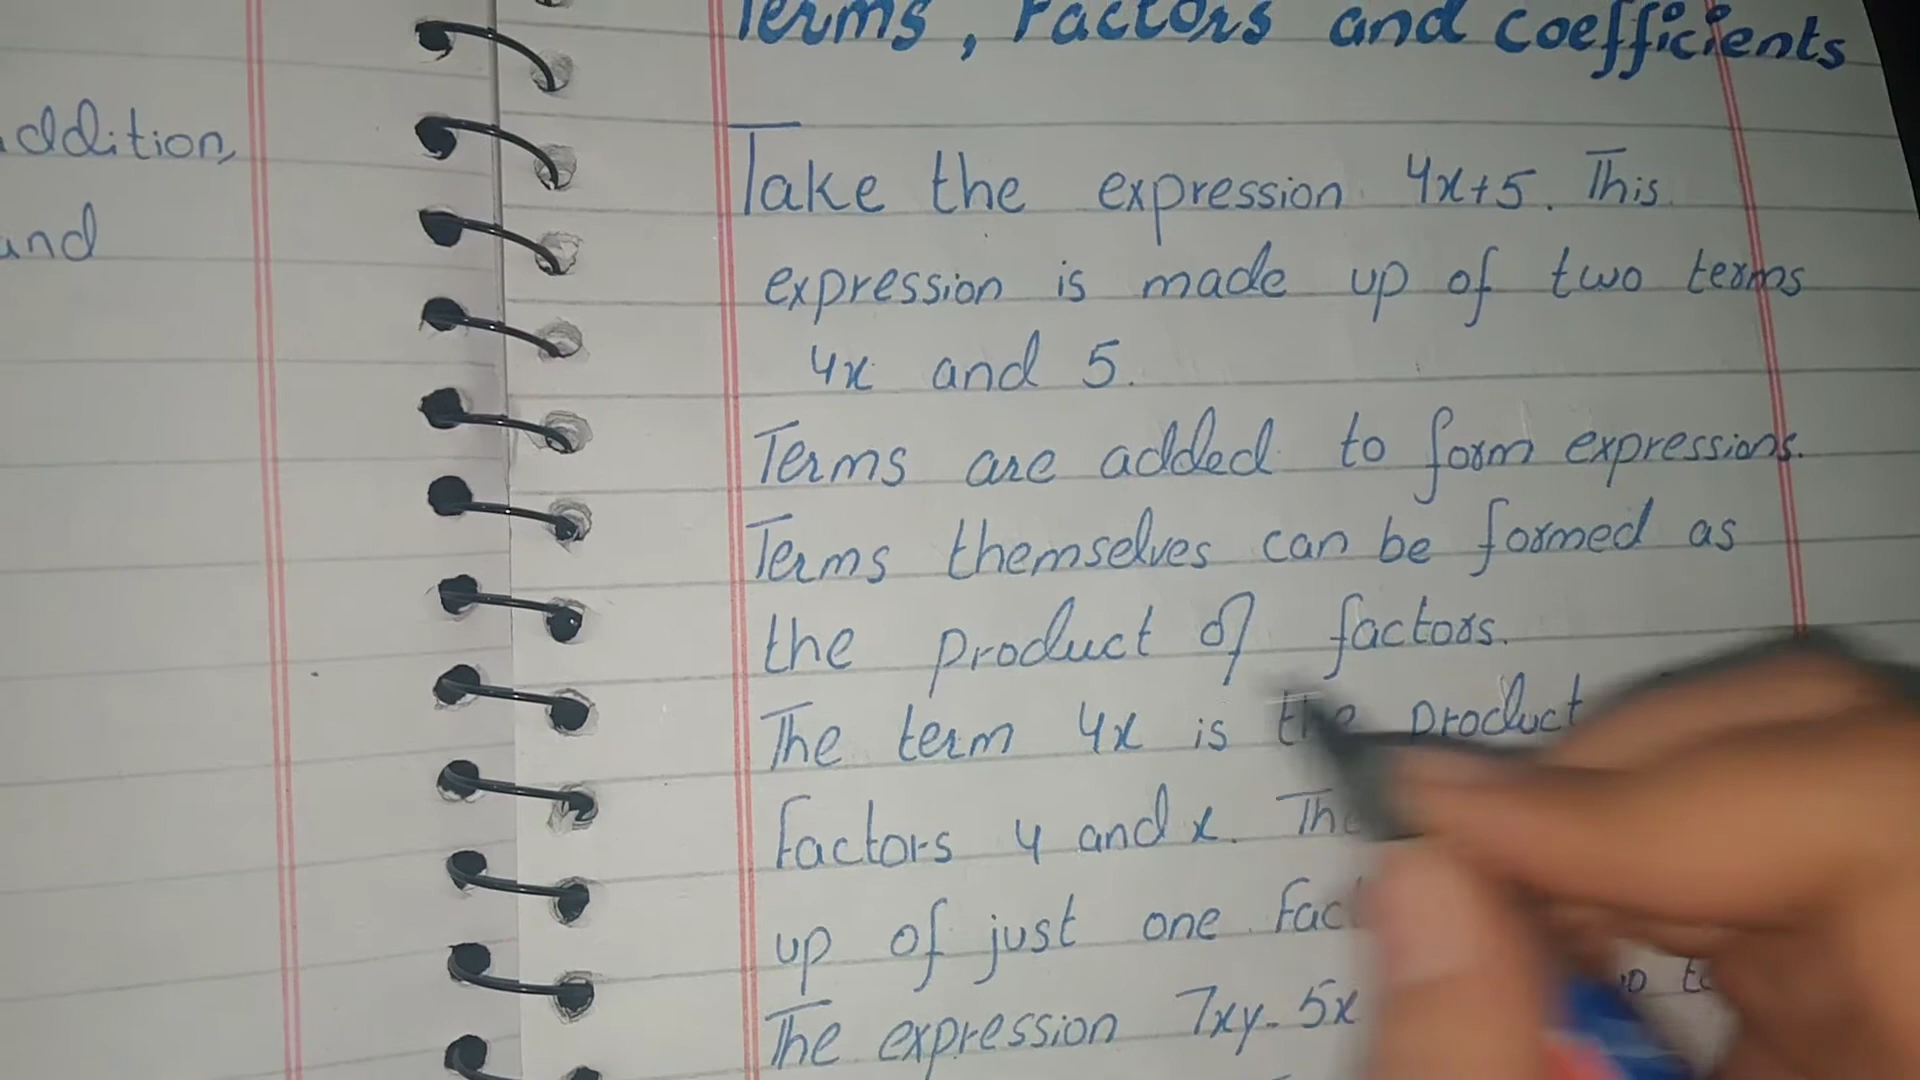 addition,
and
Terms, Factors and Coefficients
Take the expression 4x+5. This
expression is made up of two terms
4x and 5.
Terms are added to form expressions.
Terms themselves can be formed as
the product of factors.
The term 4x is the product
Factors 4 and x. The
up of just one
The expression 7xy-5x